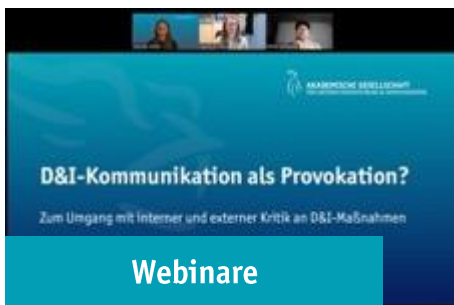 AKADEMISCHE GESELLSCHAFT
D&I-Kommunikation als Provokation?
Zum Umgang mit interner und externer Kritik an D&I-Maßnahmen
Webinare